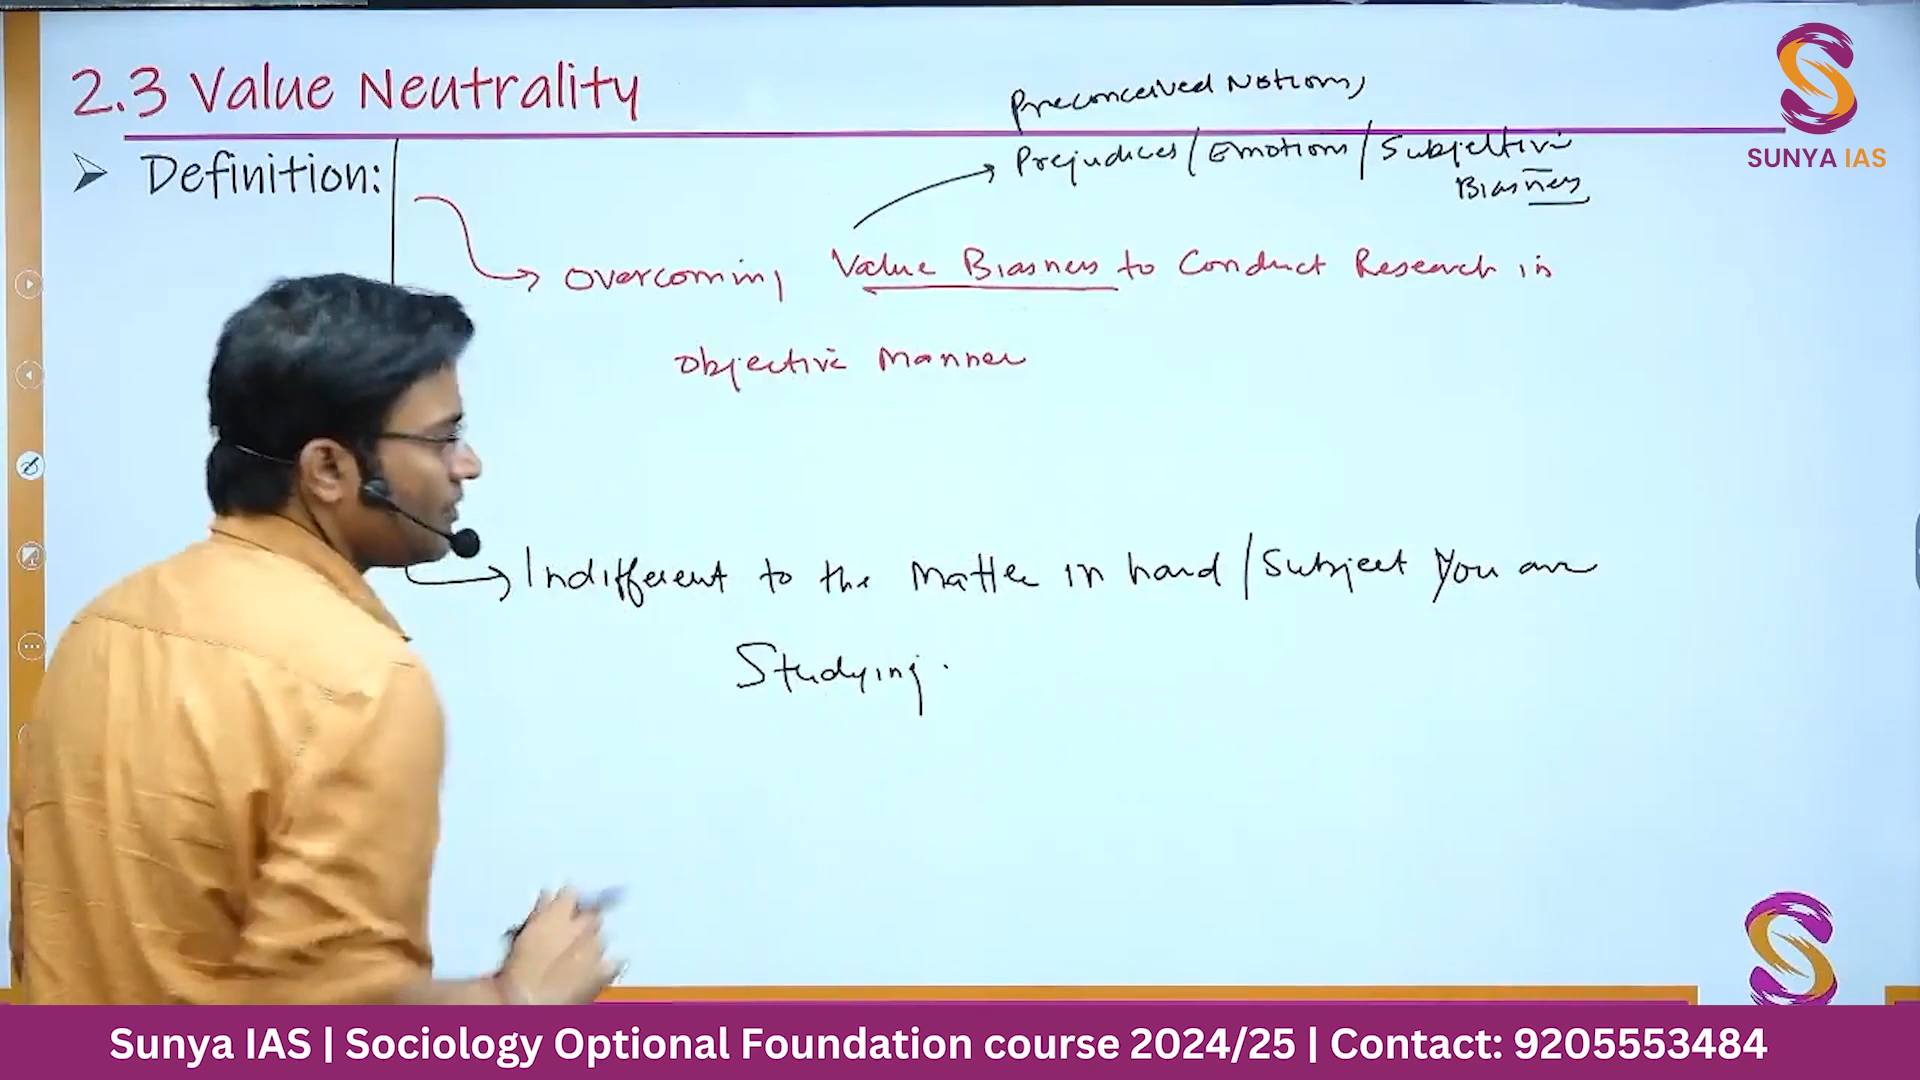 2.3 Value Neutrality
SUNYA IAS
Preconceived Notions,
➢ Definition:
Prejudices / Emotions / Subjective
Biasness
Overcoming Value Biasness to Conduct Research in
Objective Manner
Indifferent to the Matter in hand / Subject You are
Studying.
Sunya IAS | Sociology Optional Foundation course 2024/25 | Contact: 9205553484